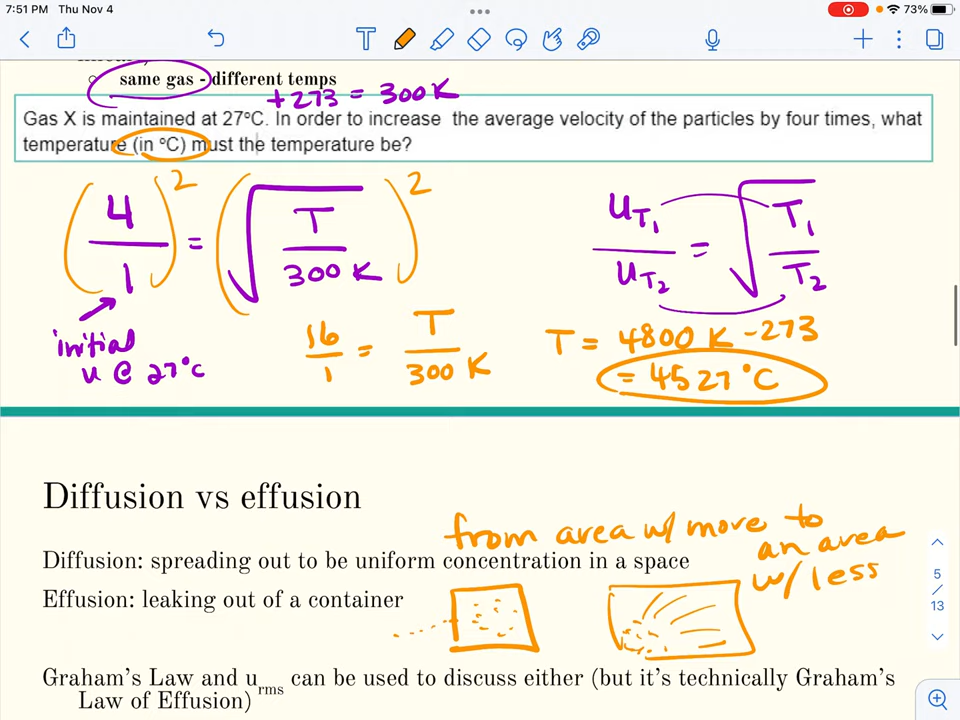 7:51 PM Thu Nov 4
73%
same gas - different temps
+273 = 300 K
Gas X is maintained at 27°C. In order to increase the average velocity of the particles by four times, what
temperature (in °C) must the temperature be?
(4/1)² = (√(T/300 K))²
u_T₁/u_T₂ = √(T₁/T₂)
initial
u @ 27°C
16/1 = T/300 K
T = 4800 K - 273
= 4527°C
Diffusion vs effusion
from area w/ more to
an area
w/ less
Diffusion: spreading out to be uniform concentration in a space
Effusion: leaking out of a container
5
/
13
Graham's Law and u_rms can be used to discuss either (but it's technically Graham's
Law of Effusion)